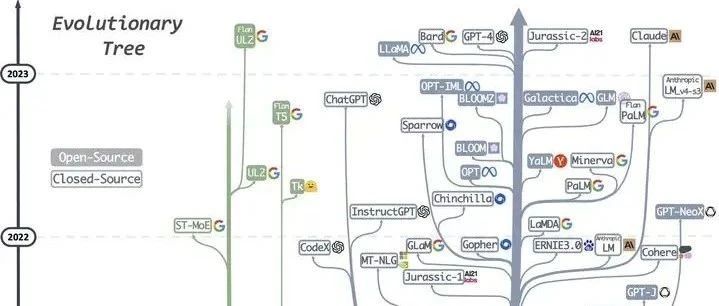 Evolutionary
Tree
Flan
UL2
Bard
GPT-4
Jurassic-2
AI21
labs
Claude
A\
LLaMA
2023
OPT-IML
BLOOMZ
Galactica
GLM
Anthropic
LM_v4-s3
A\
ChatGPT
Flan
T5
Flan
PaLM
Sparrow
Open-Source
Closed-Source
BLOOM
YaLM
Y
Minerva
UL2
OPT
Tk
PaLM
Chinchilla
ST-MoE
InstructGPT
LaMDA
GPT-NeoX
2022
CodeX
GLaM
Gopher
ERNIE3.0
Anthropic
LM
A\
Cohere
MT-NLG
Jurassic-1
AI21
labs
GPT-J